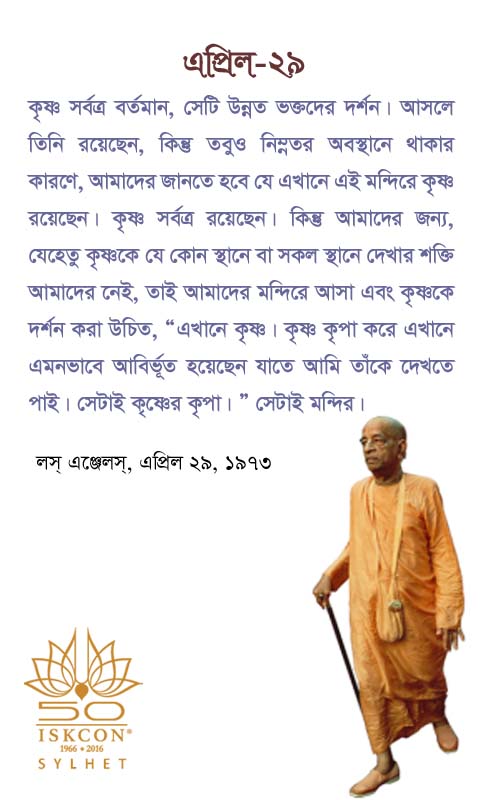 এপ্রিল-২৯
কৃষ্ণ সর্বত্র বর্তমান, সেটি উন্নত ভক্তদের দর্শন। আসলে
তিনি রয়েছেন, কিন্তু তবুও নিম্নতর অবস্থানে থাকার
কারণে, আমাদের জানতে হবে যে এখানে এই মন্দিরে কৃষ্ণ
রয়েছেন। কৃষ্ণ সর্বত্র রয়েছেন। কিন্তু আমাদের জন্য,
যেহেতু কৃষ্ণকে যে কোন স্থানে বা সকল স্থানে দেখার শক্তি
আমাদের নেই, তাই আমাদের মন্দিরে আসা এবং কৃষ্ণকে
দর্শন করা উচিত, “এখানে কৃষ্ণ। কৃষ্ণ কৃপা করে এখানে
এমনভাবে আবির্ভূত হয়েছেন যাতে আমি তাঁকে দেখতে
পাই। সেটাই কৃষ্ণের কৃপা। ” সেটাই মন্দির।
লস্ এঞ্জেলস্, এপ্রিল ২৯, ১৯৭৩
50
ISKCON®
1966 • 2016
SYLHET